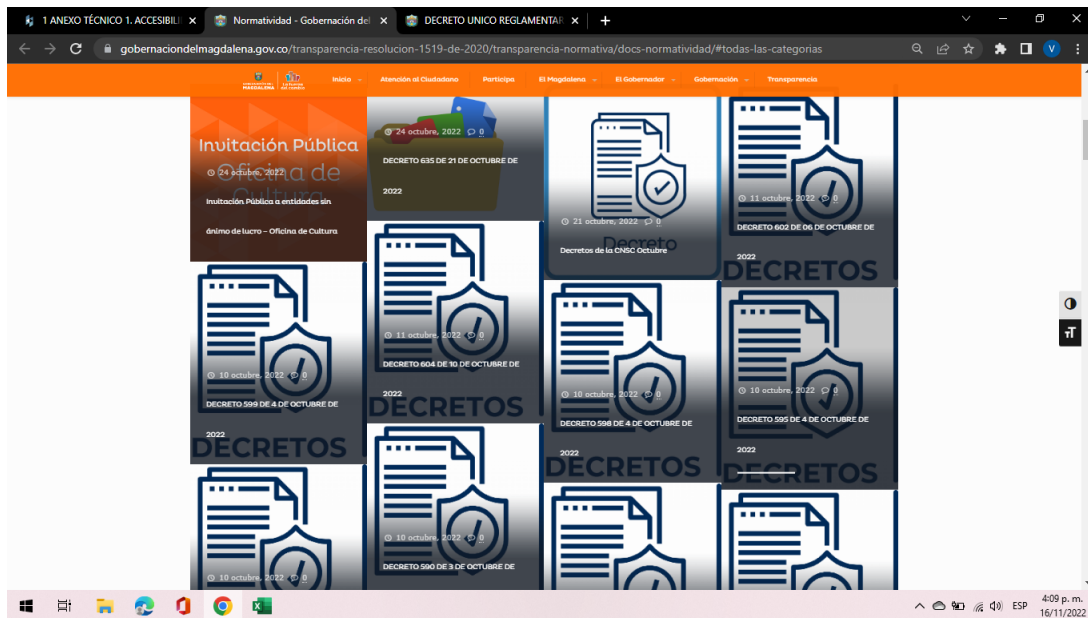 1 ANEXO TÉCNICO 1. ACCESIBILI
Normatividad - Gobernación del
DECRETO UNICO REGLAMENTAR
gobernaciondelmagdalena.gov.co/transparencia-resolucion-1519-de-2020/transparencia-normativa/docs-normatividad/#todas-las-categorias
V
MAGDALENA
Inicio
Atención al Ciudadano
Participa
El Magdalena
El Gobernador
Gobernación
Transparencia
Invitación Pública
Oficina de
Cultura
24 octubre, 2022
Invitación Pública a entidades sin
ánimo de lucro – Oficina de Cultura
24 octubre, 2022 0
DECRETO 635 DE 21 DE OCTUBRE DE
2022
21 octubre, 2022 0
Decreto
Decretos de la CNSC Octubre
11 octubre, 2022 0
DECRETO 602 DE 06 DE OCTUBRE DE
2022
DECRETOS
10 octubre, 2022 0
DECRETO 599 DE 4 DE OCTUBRE DE
2022
DECRETOS
11 octubre, 2022 0
DECRETO 604 DE 10 DE OCTUBRE DE
2022
DECRETOS
10 octubre, 2022 0
DECRETO 598 DE 4 DE OCTUBRE DE
2022
DECRETOS
10 octubre, 2022 0
DECRETO 595 DE 4 DE OCTUBRE DE
2022
DECRETOS
10 octubre, 2022 0
10 octubre, 2022 0
DECRETO 590 DE 3 DE OCTUBRE DE
ESP
4:09 p. m.
16/11/2022